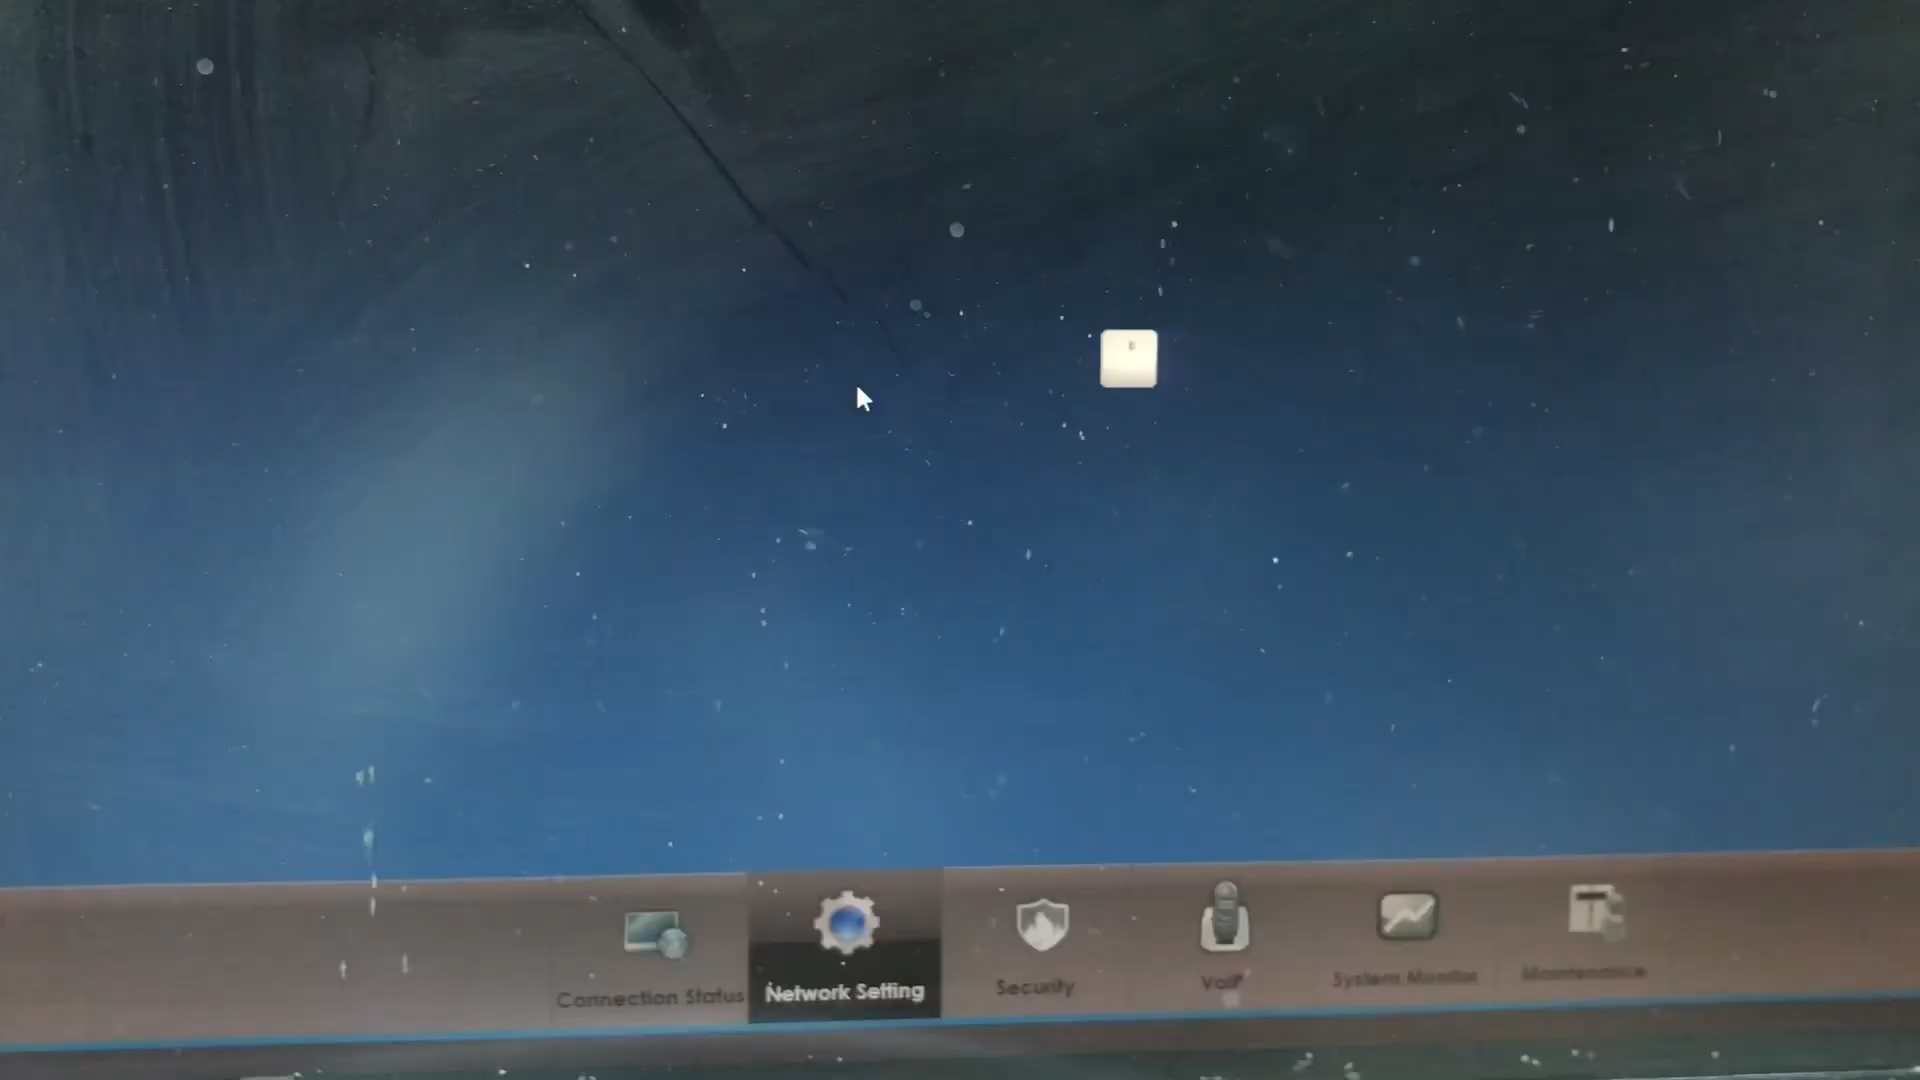 Connection Status
Network Setting
Security
VoIP
System Monitor
Maintenance